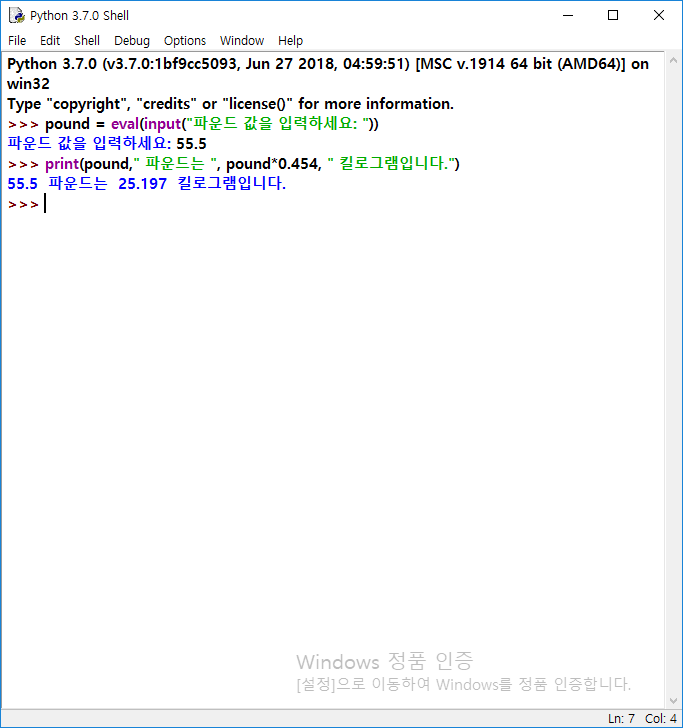 Python 3.7.0 Shell
File Edit Shell Debug Options Window Help
Python 3.7.0 (v3.7.0:1bf9cc5093, Jun 27 2018, 04:59:51) [MSC v.1914 64 bit (AMD64)] on
win32
Type "copyright", "credits" or "license()" for more information.
>>> pound = eval(input("파운드 값을 입력하세요: "))
파운드 값을 입력하세요: 55.5
>>> print(pound," 파운드는 ", pound*0.454, " 킬로그램입니다.")
55.5  파운드는  25.197  킬로그램입니다.
>>>
Windows 정품 인증
[설정]으로 이동하여 Windows를 정품 인증합니다.
Ln: 7 Col: 4